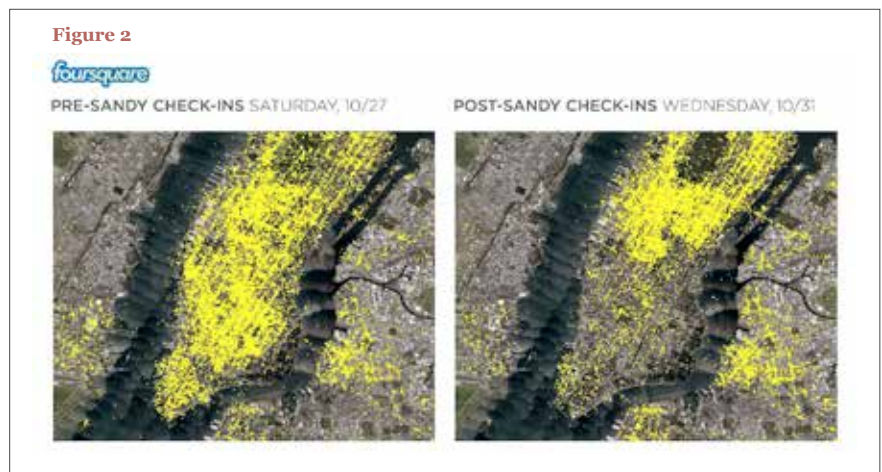 Figure 2
foursquare
PRE-SANDY CHECK-INS SATURDAY, 10/27
POST-SANDY CHECK-INS WEDNESDAY, 10/31